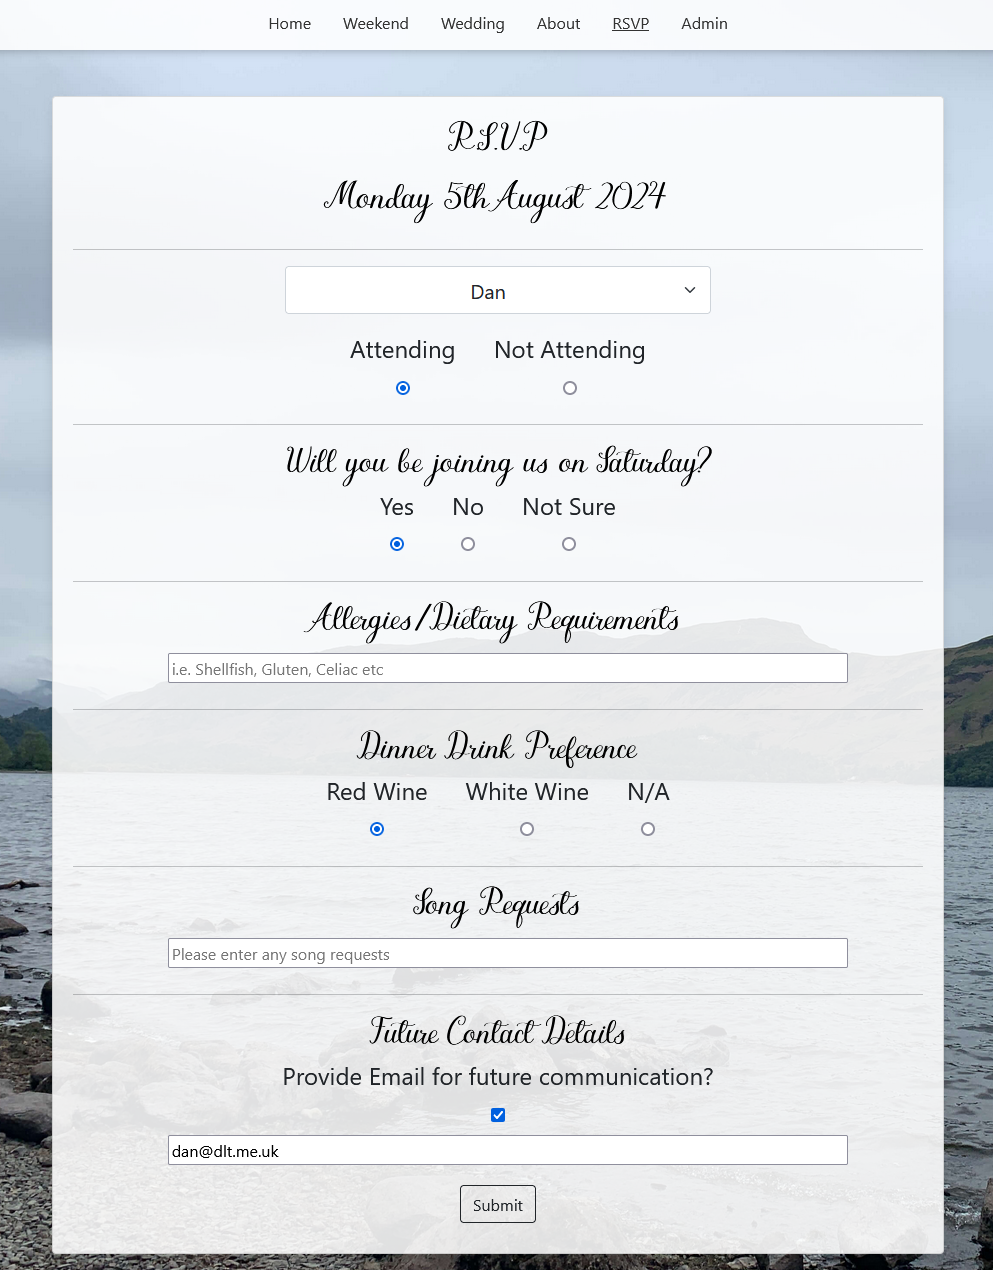 Home Weekend Wedding About RSVP Admin
R.S.V.P
Monday 5th August 2024
Dan
Attending Not Attending
Will you be joining us on Saturday?
Yes No Not Sure
Allergies/Dietary Requirements
i.e. Shellfish, Gluten, Celiac etc
Dinner Drink Preference
Red Wine White Wine N/A
Song Requests
Please enter any song requests
Future Contact Details
Provide Email for future communication?
dan@dlt.me.uk
Submit